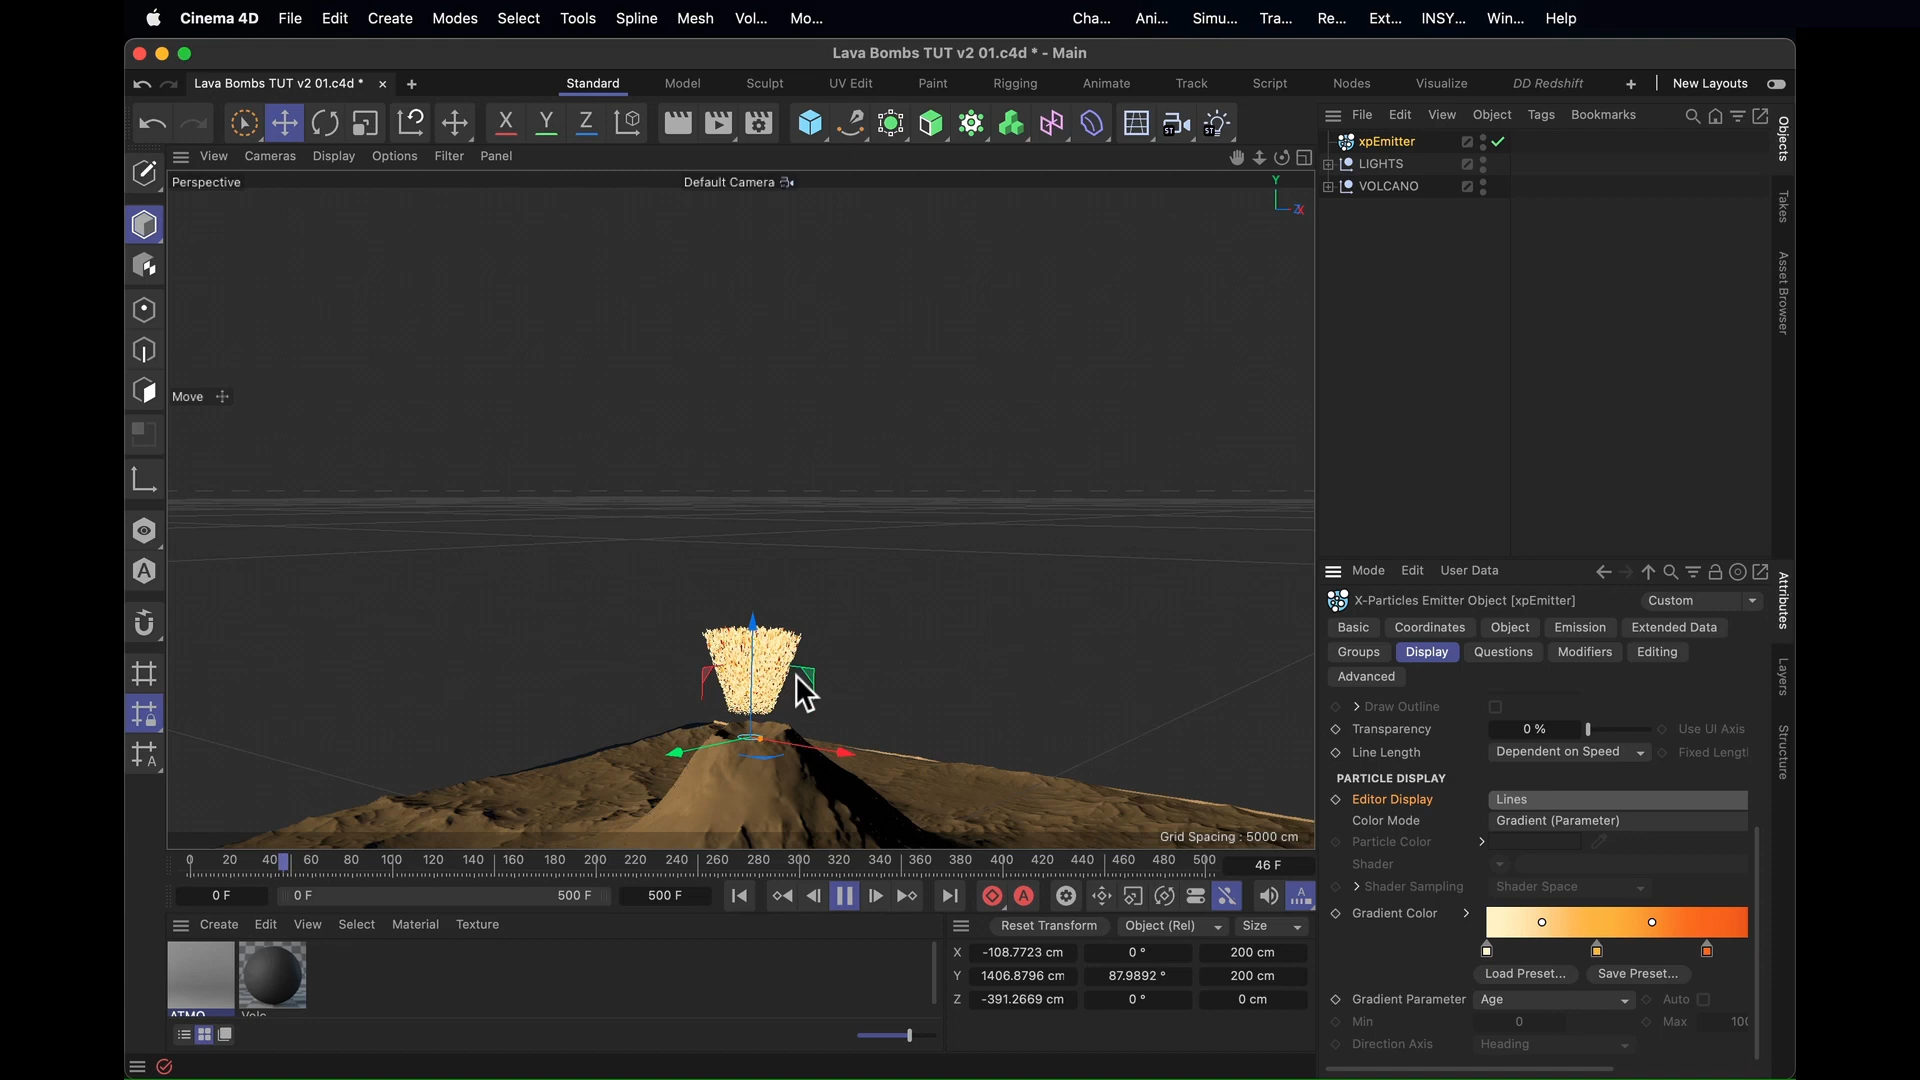 Cinema 4D File Edit Create Modes Select Tools Spline Mesh Vol... Mo... Cha... Ani... Simu... Tra... Re... Ext... INSY... Win... Help
Lava Bombs TUT v2 01.c4d * - Main
Lava Bombs TUT v2 01.c4d * × + Standard Model Sculpt UV Edit Paint Rigging Animate Track Script Nodes Visualize DD Redshift + New Layouts
X Y Z ST ST
File Edit View Object Tags Bookmarks
Objects
Takes
Asset Browser
xpEmitter
LIGHTS
VOLCANO
View Cameras Display Options Filter Panel
Perspective
Default Camera
Y
Move
Grid Spacing : 5000 cm
Attributes
Layers
Structure
Mode Edit User Data
X-Particles Emitter Object [xpEmitter] Custom
Basic Coordinates Object Emission Extended Data
Groups Display Questions Modifiers Editing
Advanced
Draw Outline
Transparency 0 % Use UI Axis
Line Length Dependent on Speed Fixed Lengt
PARTICLE DISPLAY
Editor Display Lines
Color Mode Gradient (Parameter)
Particle Color
Shader
Shader Sampling Shader Space
Gradient Color
Load Preset... Save Preset...
Gradient Parameter Age Auto
Min 0 Max
Direction Axis Heading
0 20 40 60 80 100 120 140 160 180 200 220 240 260 280 300 320 340 360 380 400 420 440 460 480 500 46 F
0 F 0 F 500 F 500 F
Create Edit View Select Material Texture
ATMO
Volc
Reset Transform Object (Rel) Size
X -108.7723 cm 0 ° 200 cm
Y 1406.8796 cm 87.9892 ° 200 cm
Z -391.2669 cm 0 ° 0 cm